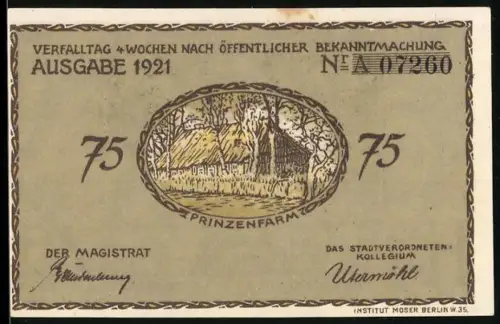 VERFALLTAG 4 WOCHEN NACH ÖFFENTLICHER BEKANNTMACHUNG
AUSGABE 1921
Nr A 07260
75
75
PRINZENFARM
DER MAGISTRAT
DAS STADTVERORDNETEN-
KOLLEGIUM
Utermöhl
INSTITUT MOSER BERLIN W.35.